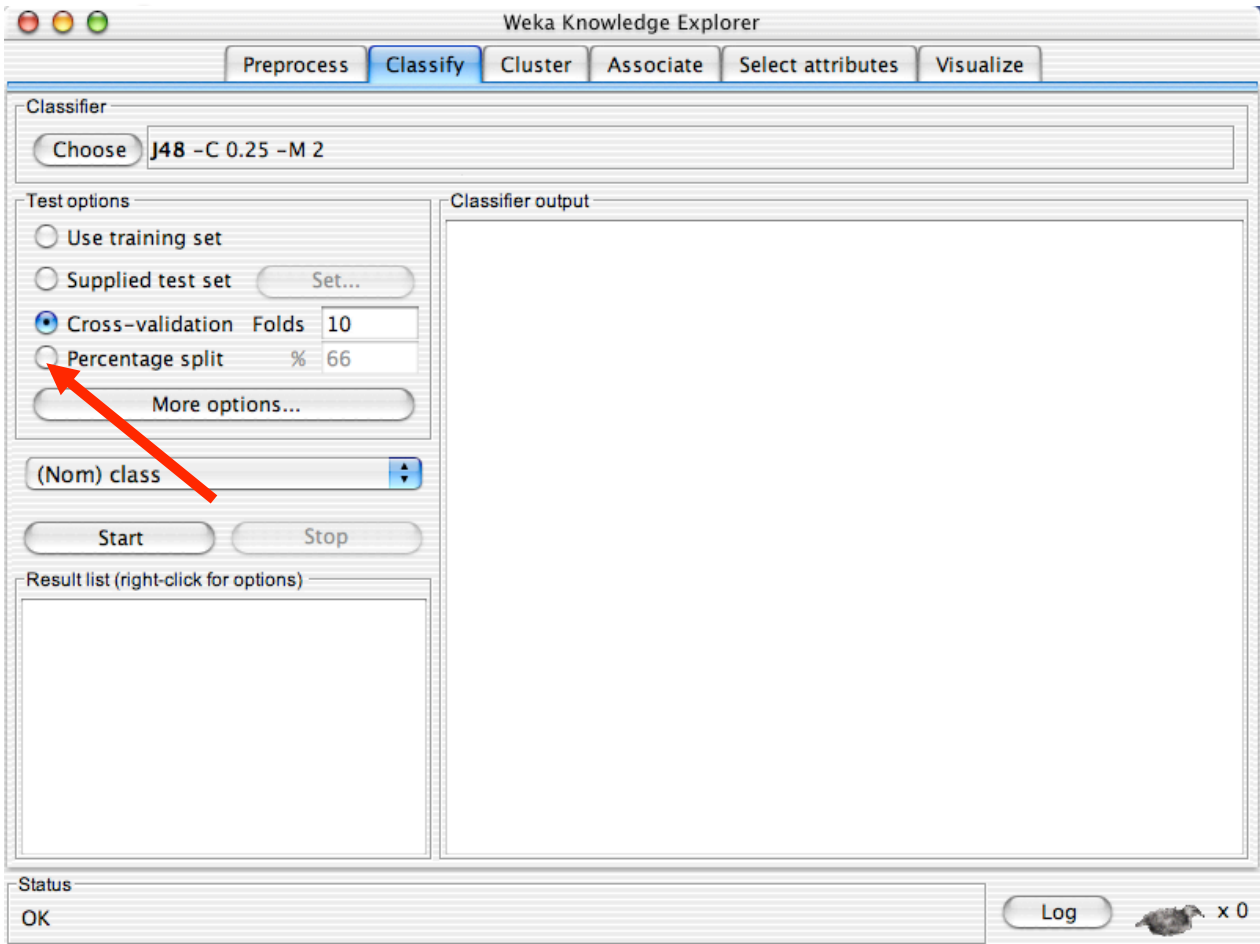 Weka Knowledge Explorer
Preprocess Classify Cluster Associate Select attributes Visualize
Classifier
Choose J48 -C 0.25 -M 2
Test options
Use training set
Supplied test set Set...
Cross-validation Folds 10
Percentage split % 66
More options...
(Nom) class
Start Stop
Result list (right-click for options)
Classifier output
Status
OK
Log x 0